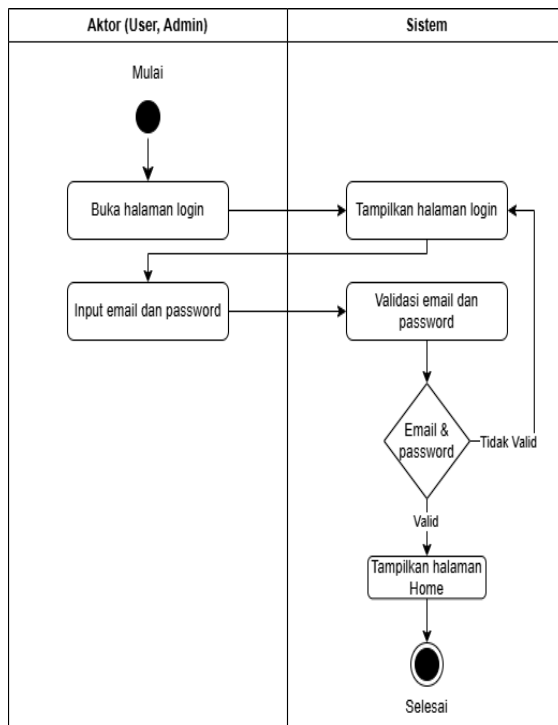 Aktor (User, Admin)
Sistem
Mulai
Buka halaman login
Tampilkan halaman login
Input email dan password
Validasi email dan
password
Email &
password
Tidak Valid
Valid
Tampilkan halaman
Home
Selesai